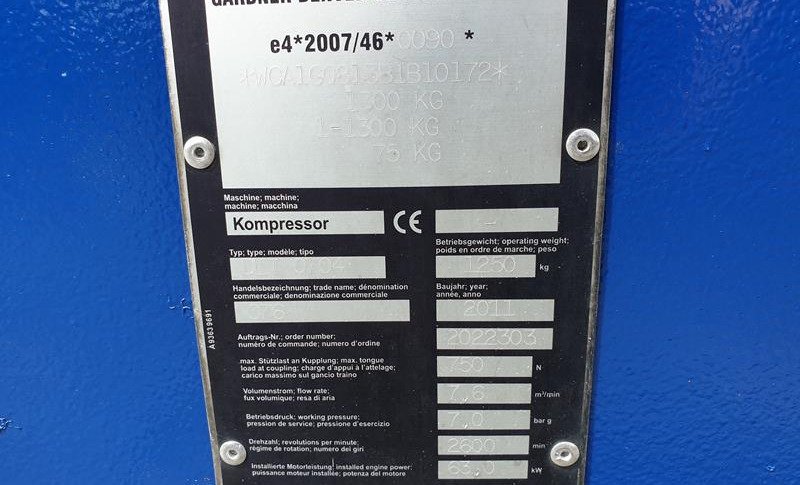 GARDNER DENVER
e4*2007/46*0090 *
1300 KG
1-1300 KG
75 KG
Maschine; machine;
machine; macchina
Kompressor CE
Typ; type; modèle; tipo
Betriebsgewicht; operating weight;
poids en ordre de marche; peso
kg
Handelsbezeichnung; trade name; dénomination
commerciale; denominazione commerciale
Baujahr; year;
année, anno
2011
Auftrags-Nr.; order number;
numéro de commande; numero d'ordine
2022303
max. Stützlast an Kupplung; max. tongue
load at coupling; charge d'appui à l'attelage;
carico massimo sul gancio traino
750 N
Volumenstrom; flow rate;
fux volumique; resa di aria
7,6 m³/min
Betriebsdruck; working pressure;
pression de service; pressione d'esercizio
7,0 bar g
Drehzahl; revolutions per minute;
régime de rotation; numero dei giri
2600 min
Installierte Motorleistung; installed engine power;
puissance moteur installée; potenza del motore
63,0 kW
A93639691